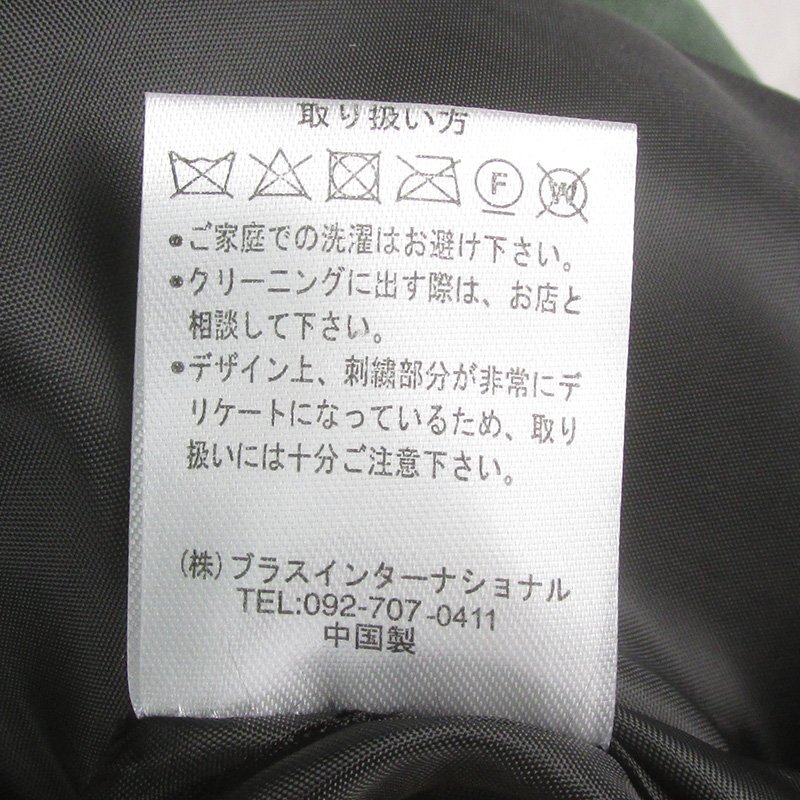 取り扱い方
F W
•ご家庭での洗濯はお避け下さい。
•クリーニングに出す際は、お店と
相談して下さい。
•デザイン上、刺繍部分が非常にデ
リケートになっているため、取り
扱いには十分ご注意下さい。
(株)ブラスインターナショナル
TEL:092-707-0411
中国製